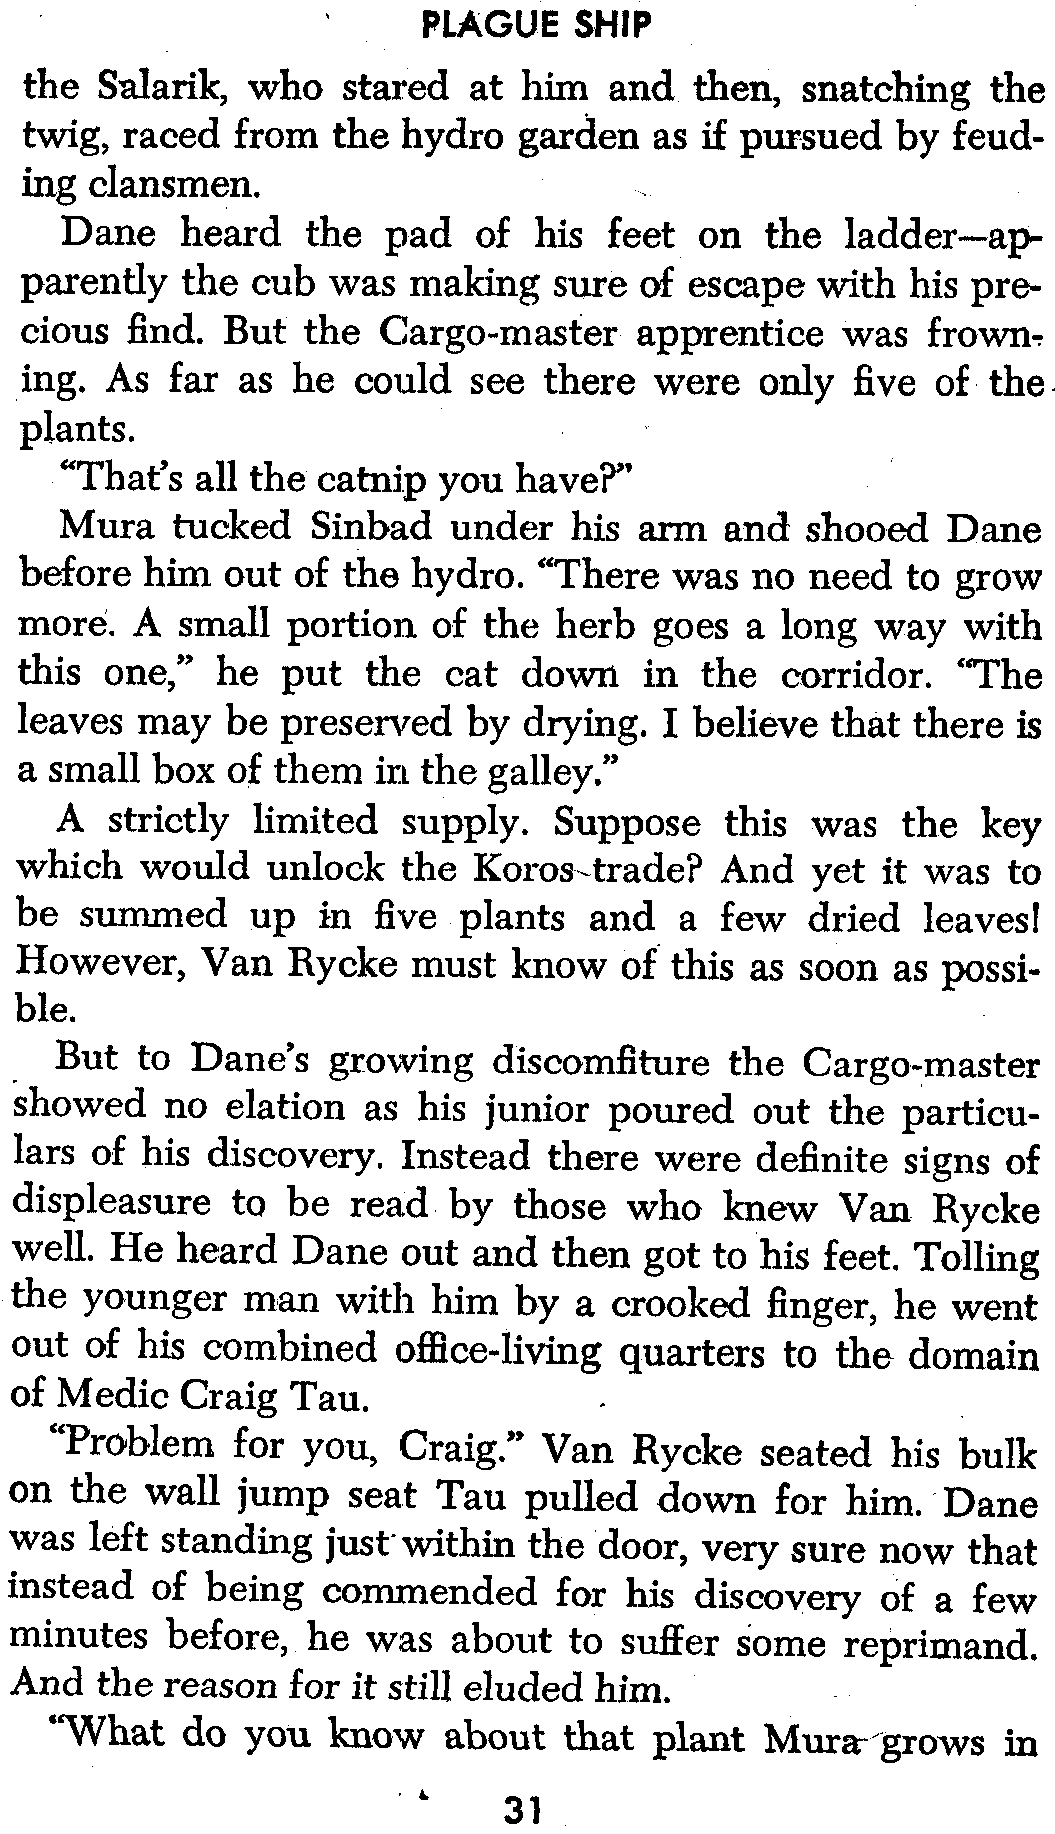 PLAGUE SHIP
the Salarik, who stared at him and then, snatching the
twig, raced from the hydro garden as if pursued by feud-
ing clansmen.
Dane heard the pad of his feet on the ladder—ap-
parently the cub was making sure of escape with his pre-
cious find. But the Cargo-master apprentice was frown-
ing. As far as he could see there were only five of the
plants.
“That’s all the catnip you have?”
Mura tucked Sinbad under his arm and shooed Dane
before him out of the hydro. “There was no need to grow
more. A small portion of the herb goes a long way with
this one,” he put the cat down in the corridor. “The
leaves may be preserved by drying. I believe that there is
a small box of them in the galley.”
A strictly limited supply. Suppose this was the key
which would unlock the Koros trade? And yet it was to
be summed up in five plants and a few dried leaves!
However, Van Rycke must know of this as soon as possi-
ble.
But to Dane’s growing discomfiture the Cargo-master
showed no elation as his junior poured out the particu-
lars of his discovery. Instead there were definite signs of
displeasure to be read by those who knew Van Rycke
well. He heard Dane out and then got to his feet. Tolling
the younger man with him by a crooked finger, he went
out of his combined office-living quarters to the domain
of Medic Craig Tau.
“Problem for you, Craig.” Van Rycke seated his bulk
on the wall jump seat Tau pulled down for him. Dane
was left standing just within the door, very sure now that
instead of being commended for his discovery of a few
minutes before, he was about to suffer some reprimand.
And the reason for it still eluded him.
“What do you know about that plant Mura grows in
31